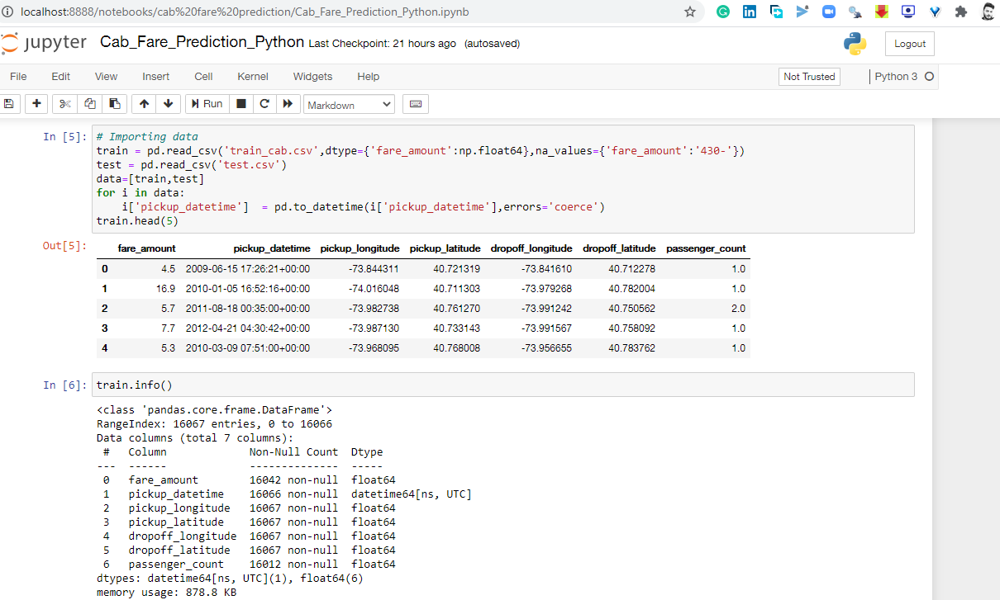 localhost:8888/notebooks/cab%20fare%20prediction/Cab_Fare_Prediction_Python.ipynb
jupyter Cab_Fare_Prediction_Python Last Checkpoint: 21 hours ago (autosaved) Logout
File Edit View Insert Cell Kernel Widgets Help Not Trusted Python 3
Run Markdown
In [5]: # Importing data
train = pd.read_csv('train_cab.csv',dtype={'fare_amount':np.float64},na_values={'fare_amount':'430-'})
test = pd.read_csv('test.csv')
data=[train,test]
for i in data:
    i['pickup_datetime']  = pd.to_datetime(i['pickup_datetime'],errors='coerce')
train.head(5)
Out[5]: fare_amount pickup_datetime pickup_longitude pickup_latitude dropoff_longitude dropoff_latitude passenger_count
0 4.5 2009-06-15 17:26:21+00:00 -73.844311 40.721319 -73.841610 40.712278 1.0
1 16.9 2010-01-05 16:52:16+00:00 -74.016048 40.711303 -73.979268 40.782004 1.0
2 5.7 2011-08-18 00:35:00+00:00 -73.982738 40.761270 -73.991242 40.750562 2.0
3 7.7 2012-04-21 04:30:42+00:00 -73.987130 40.733143 -73.991567 40.758092 1.0
4 5.3 2010-03-09 07:51:00+00:00 -73.968095 40.768008 -73.956655 40.783762 1.0
In [6]: train.info()
<class 'pandas.core.frame.DataFrame'>
RangeIndex: 16067 entries, 0 to 16066
Data columns (total 7 columns):
 #   Column             Non-Null Count  Dtype
---  ------             --------------  -----
 0   fare_amount        16042 non-null  float64
 1   pickup_datetime    16066 non-null  datetime64[ns, UTC]
 2   pickup_longitude   16067 non-null  float64
 3   pickup_latitude    16067 non-null  float64
 4   dropoff_longitude  16067 non-null  float64
 5   dropoff_latitude   16067 non-null  float64
 6   passenger_count    16012 non-null  float64
dtypes: datetime64[ns, UTC](1), float64(6)
memory usage: 878.8 KB